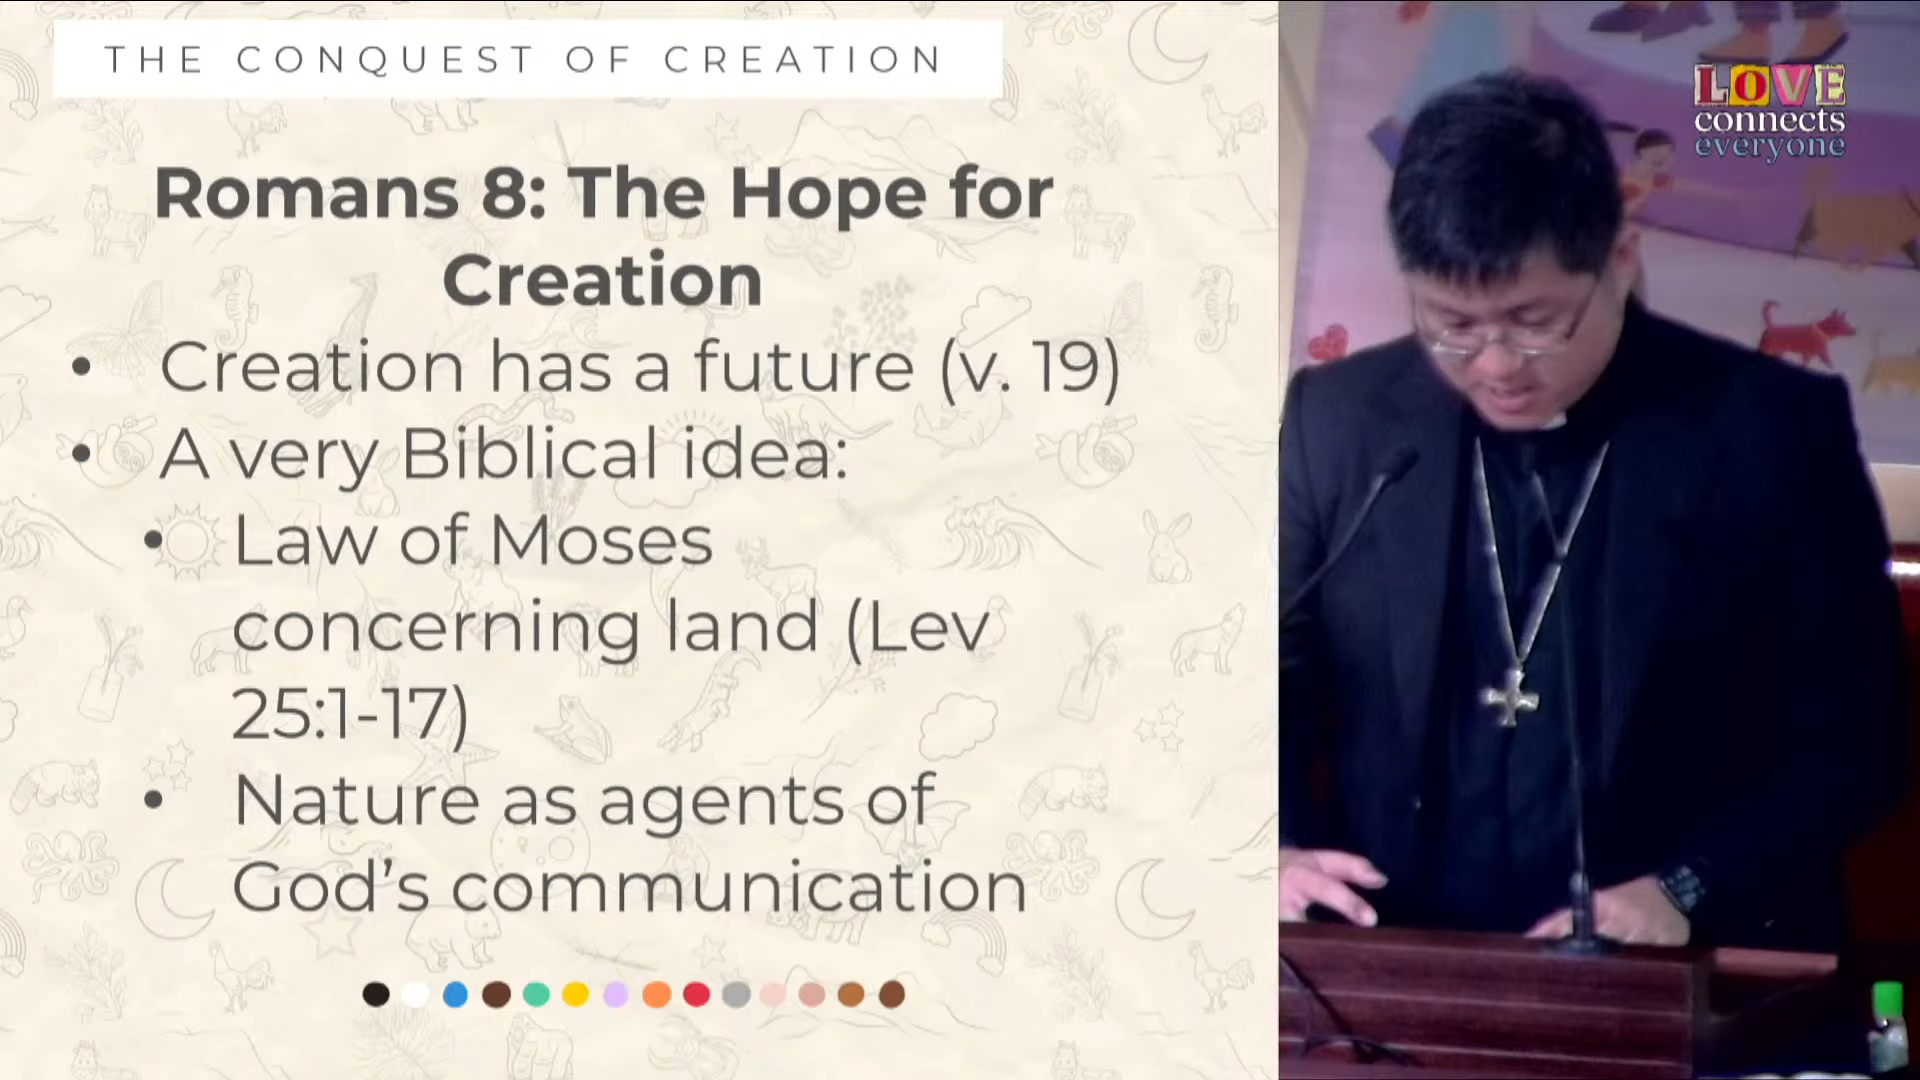 THE CONQUEST OF CREATION
Romans 8: The Hope for
Creation
• Creation has a future (v. 19)
• A very Biblical idea:
• Law of Moses
concerning land (Lev
25:1-17)
• Nature as agents of
God's communication
LOVE
connects
everyone